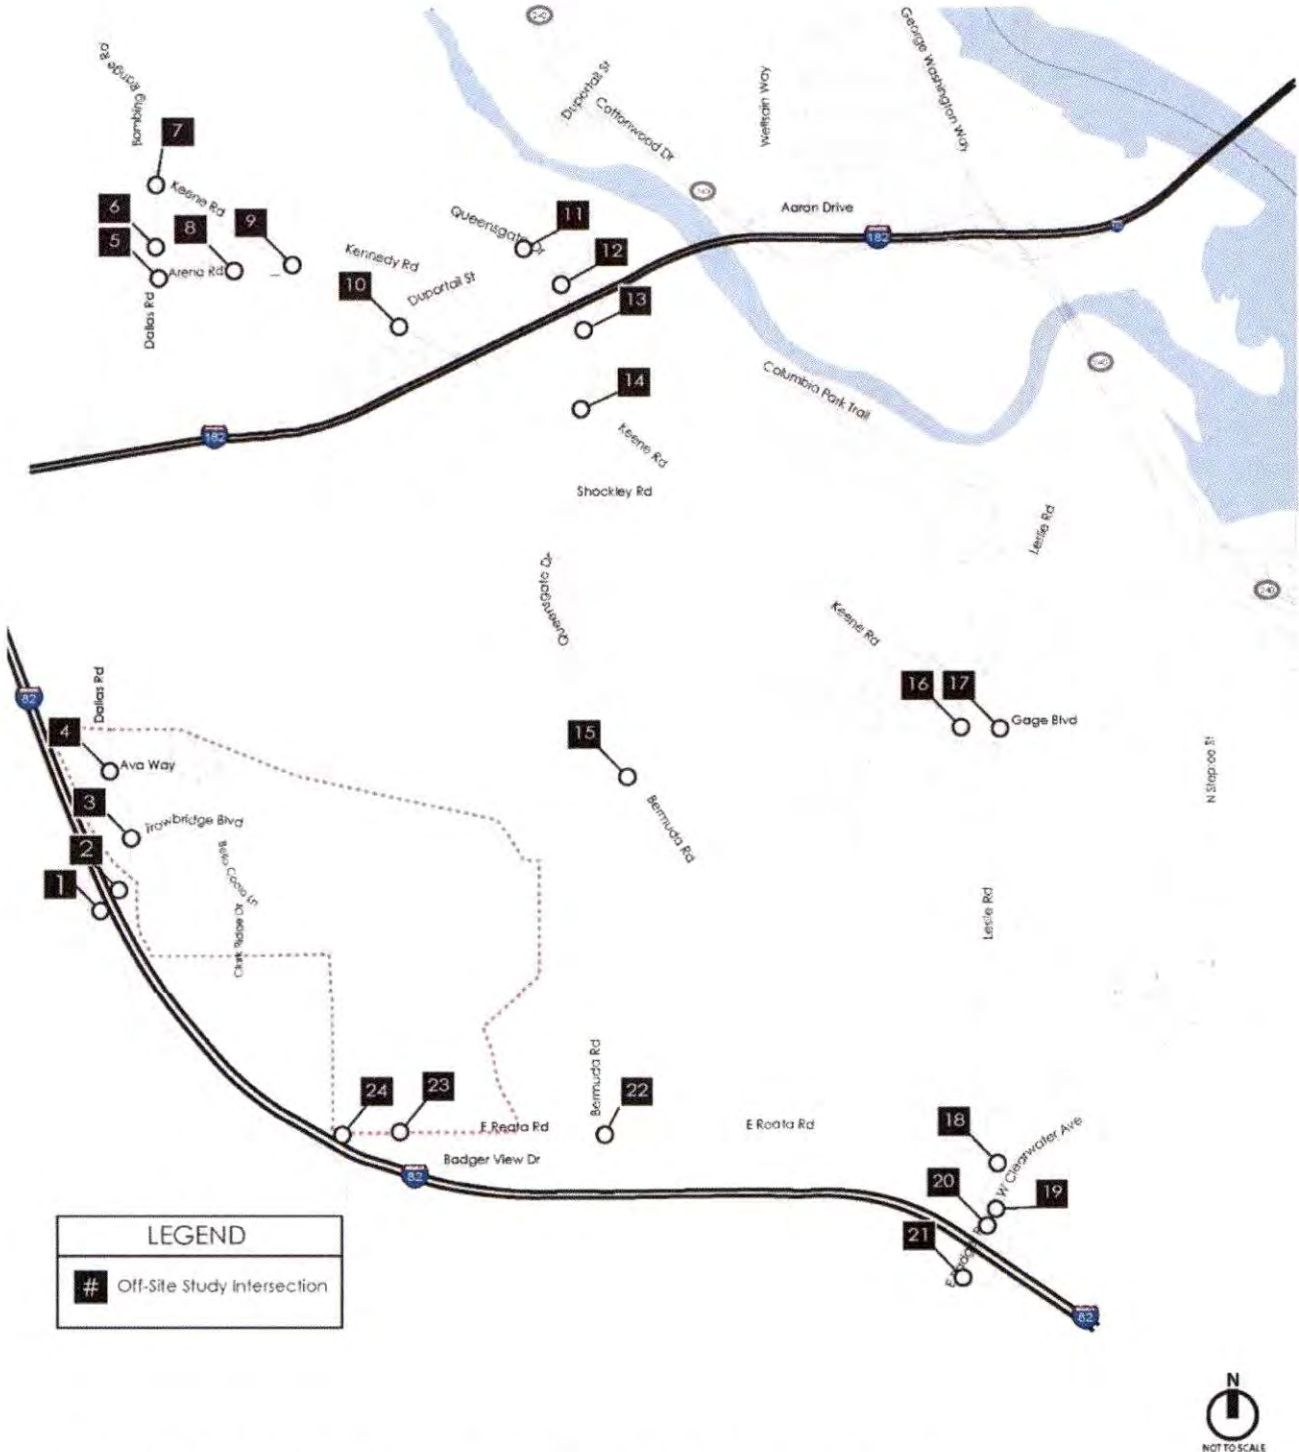 Bombing Range Rd
7
Keene Rd
6
5
8
9
Arena Rd
Dallas Rd
Kennedy Rd
10
Duportail St
Queensgate Dr
11
12
13
14
Keene Rd
Shockley Rd
Duportail St
Cottonwood Dr
Wellsian Way
George Washington Way
240
Aaron Drive
182
182
Columbia Park Trail
Leslie Rd
240
Queensgate Dr
Keene Rd
16
17
Gage Blvd
15
Bermuda Rd
82
Dallas Rd
4
Ava Way
3
Trowbridge Blvd
2
1
Leslie Rd
24
23
E Reata Rd
Badger View Dr
82
Bermuda Rd
22
E Reata Rd
18
W Clearwater Ave
20
19
21
82
LEGEND
# Off-Site Study Intersection
N
NOT TO SCALE